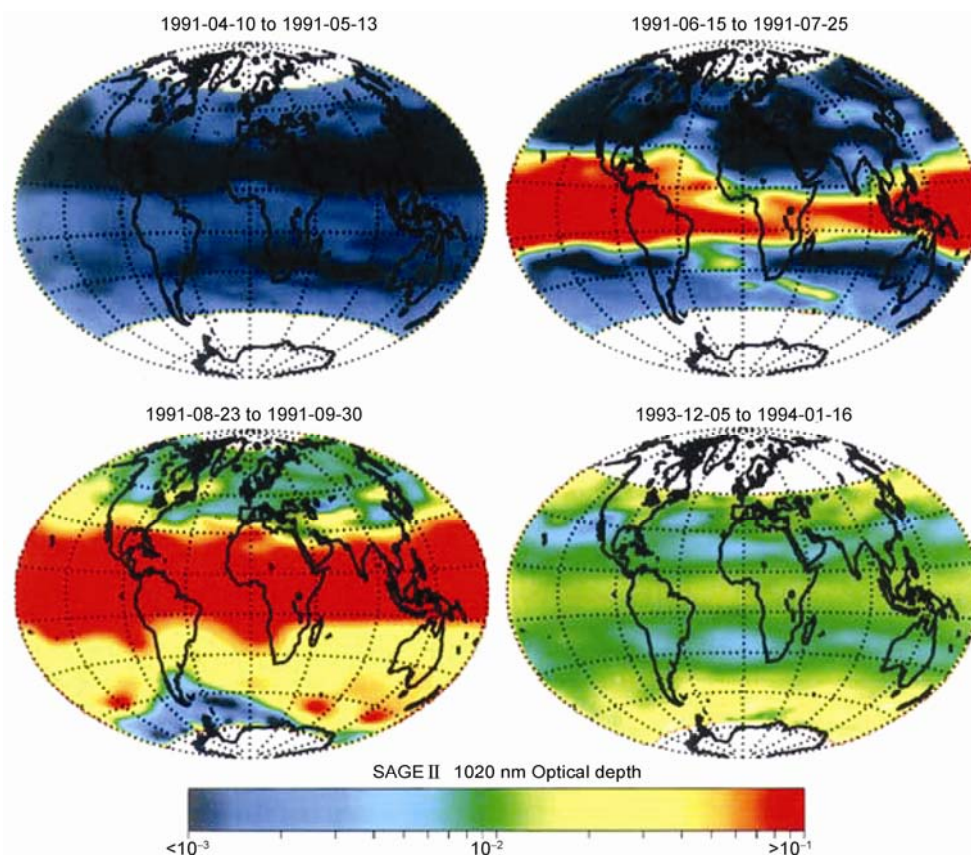 1991-04-10 to 1991-05-13
1991-06-15 to 1991-07-25
1991-08-23 to 1991-09-30
1993-12-05 to 1994-01-16
SAGE II 1020 nm Optical depth
<10⁻³ 10⁻² >10⁻¹